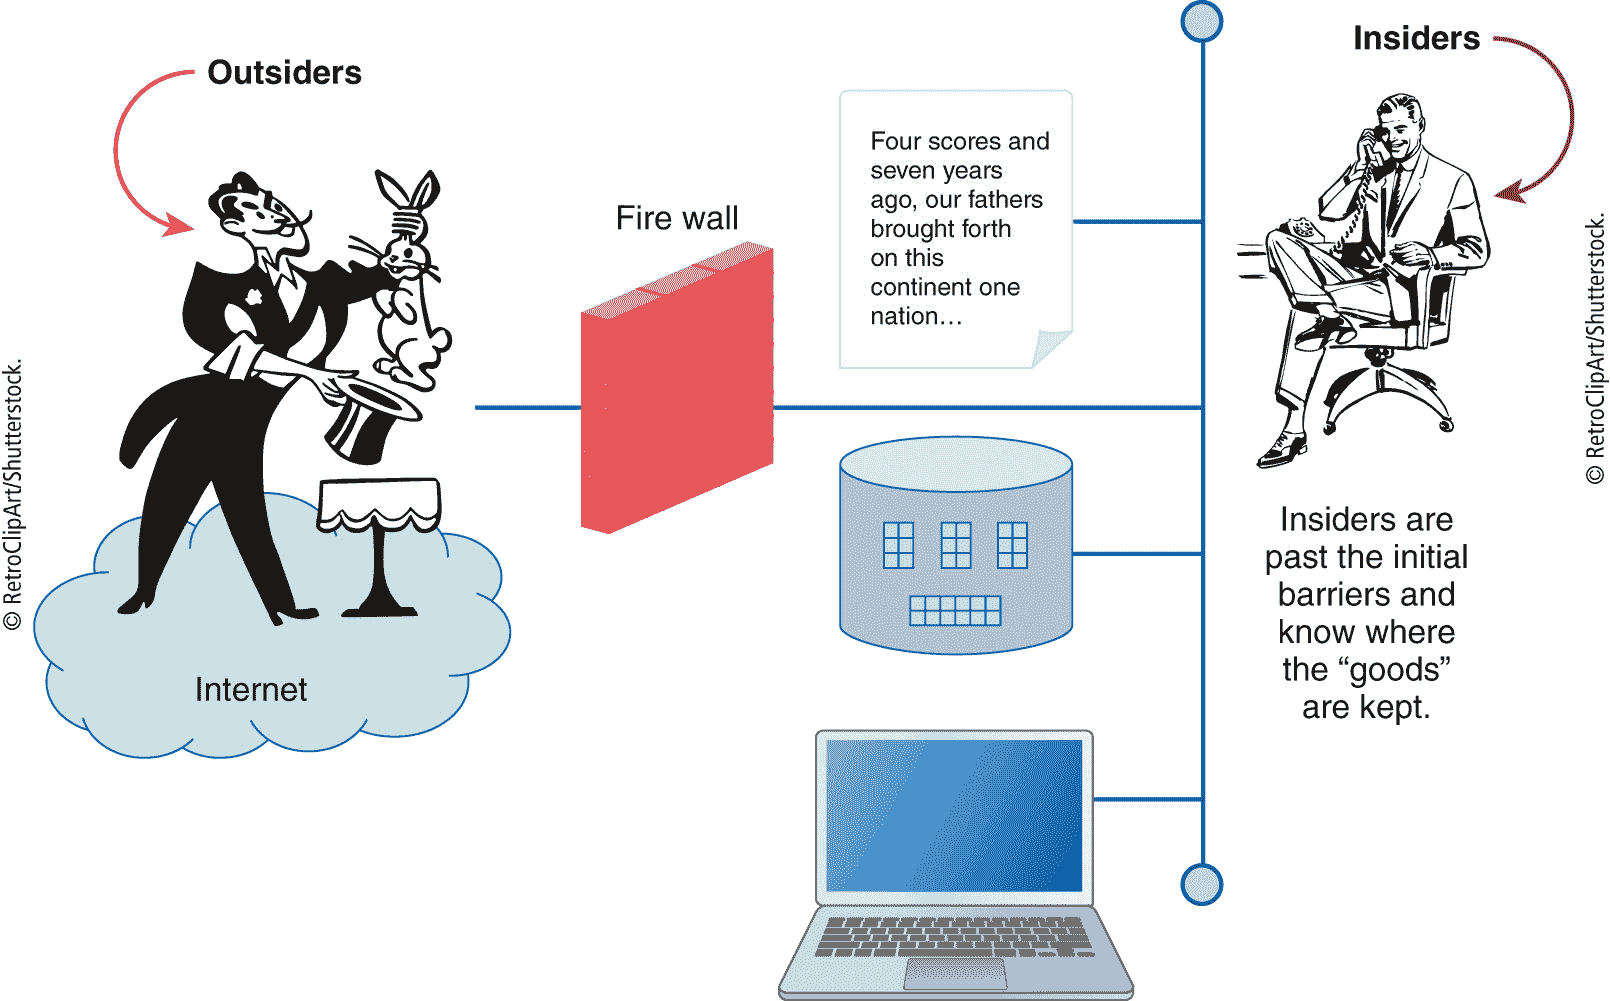 Outsiders
Insiders
Fire wall
Four scores and
seven years
ago, our fathers
brought forth
on this
continent one
nation…
Internet
Insiders are
past the initial
barriers and
know where
the “goods”
are kept.
© RetroClipArt/Shutterstock.
© RetroClipArt/Shutterstock.